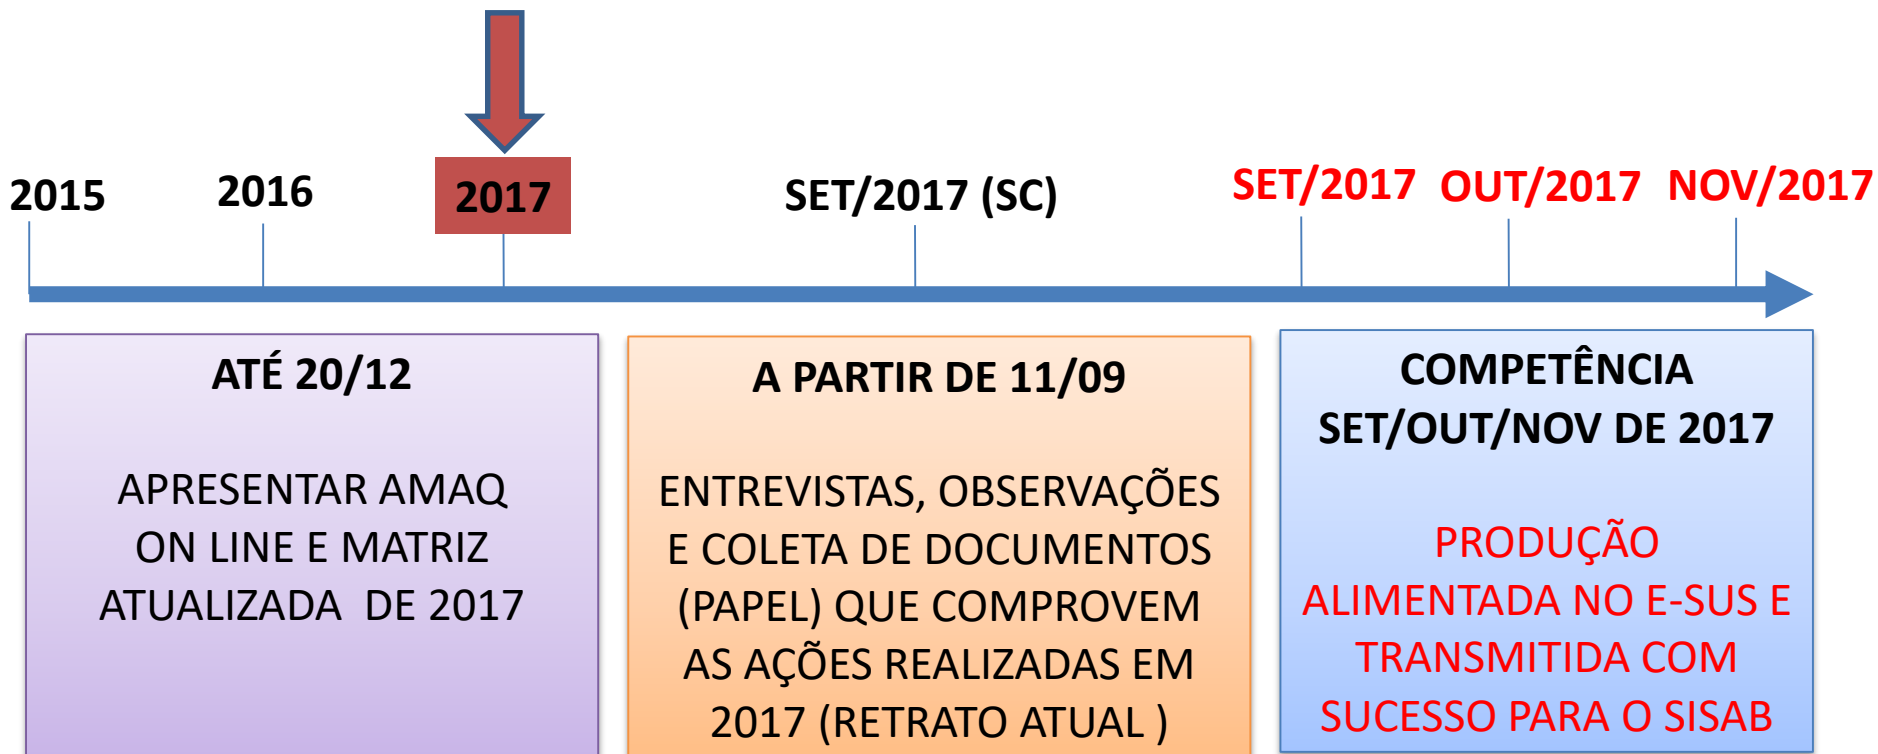 2015
2016
2017
SET/2017 (SC)
SET/2017
OUT/2017
NOV/2017
ATÉ 20/12
APRESENTAR AMAQ
ON LINE E MATRIZ
ATUALIZADA DE 2017
A PARTIR DE 11/09
ENTREVISTAS, OBSERVAÇÕES
E COLETA DE DOCUMENTOS
(PAPEL) QUE COMPROVEM
AS AÇÕES REALIZADAS EM
2017 (RETRATO ATUAL )
COMPETÊNCIA
SET/OUT/NOV DE 2017
PRODUÇÃO
ALIMENTADA NO E-SUS E
TRANSMITIDA COM
SUCESSO PARA O SISAB